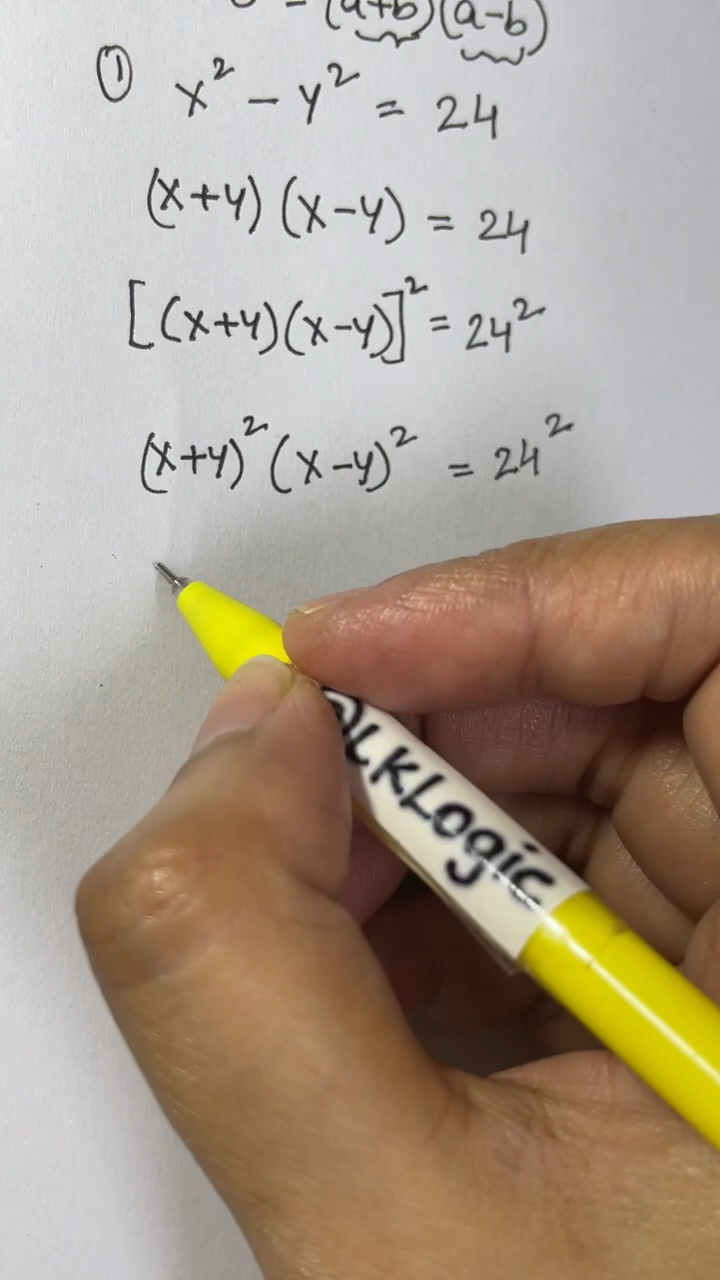 = (a+b)(a-b)
① x² - y² = 24
(x+y)(x-y) = 24
[(x+y)(x-y)]² = 24²
(x+y)²(x-y)² = 24²
@LKLogic